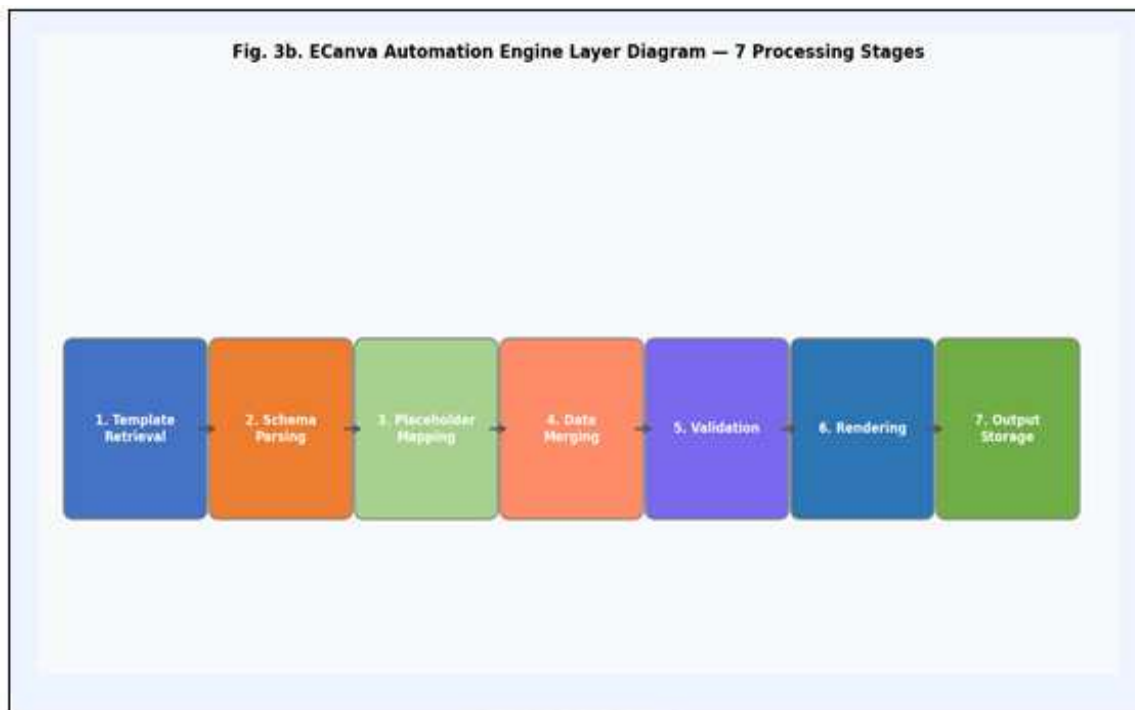 Fig. 3b. ECanva Automation Engine Layer Diagram — 7 Processing Stages
1. Template
Retrieval
2. Schema
Parsing
3. Placeholder
Mapping
4. Data
Merging
5. Validation
6. Rendering
7. Output
Storage